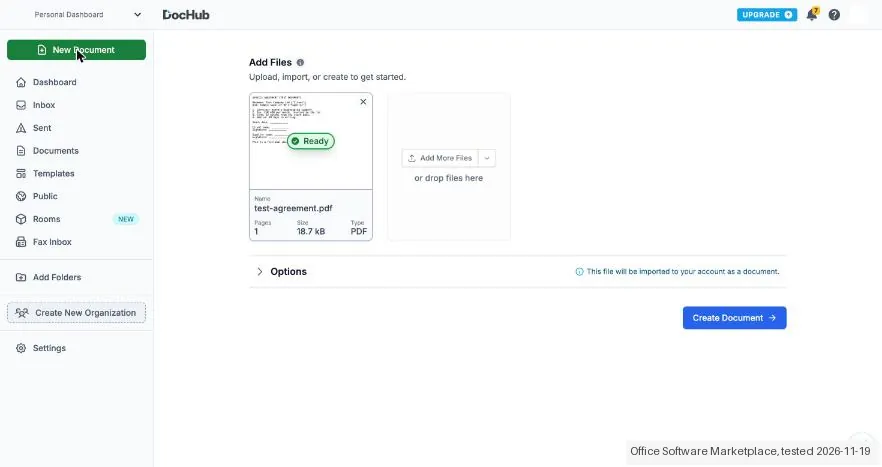 Personal Dashboard
DocHub
UPGRADE
7
New Document
Dashboard
Inbox
Sent
Documents
Templates
Public
Rooms NEW
Fax Inbox
Add Folders
Create New Organization
Settings
Add Files
Upload, import, or create to get started.
Ready
Name
test-agreement.pdf
Pages Size Type
1 18.7 kB PDF
Add More Files
or drop files here
Options
This file will be imported to your account as a document.
Create Document
Office Software Marketplace, tested 2026-11-19